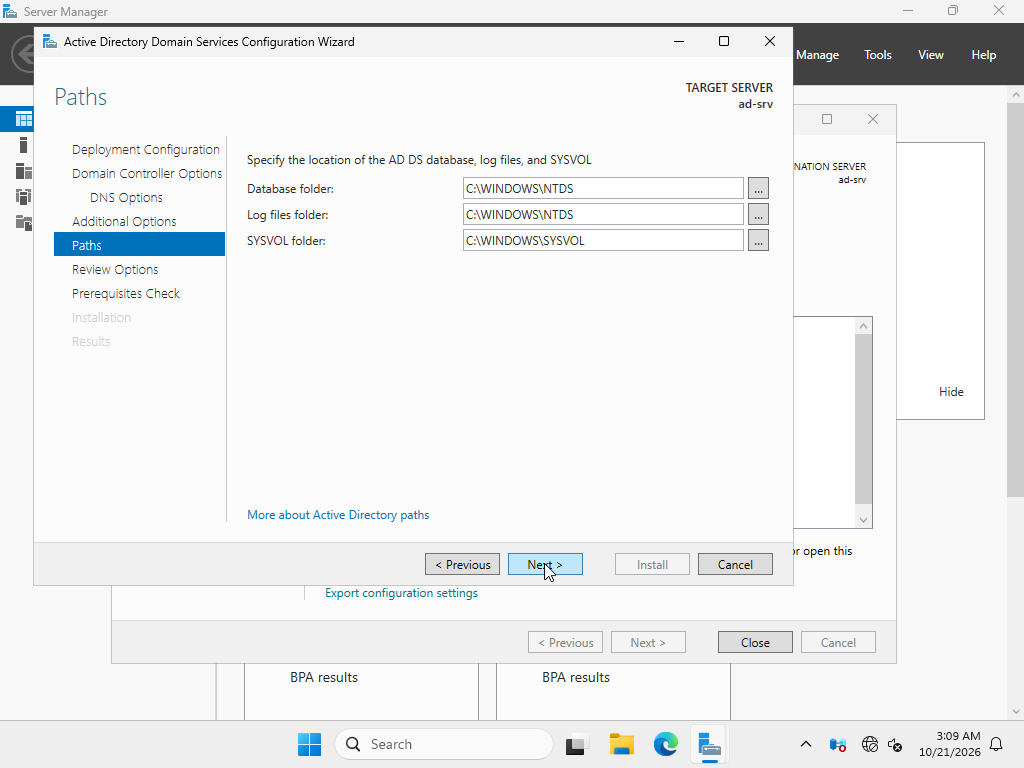 Server Manager
Manage
Tools
View
Help
Active Directory Domain Services Configuration Wizard
Paths
TARGET SERVER
ad-srv
Deployment Configuration
Domain Controller Options
DNS Options
Additional Options
Paths
Review Options
Prerequisites Check
Installation
Results
Specify the location of the AD DS database, log files, and SYSVOL
Database folder:
C:\WINDOWS\NTDS
...
Log files folder:
C:\WINDOWS\NTDS
...
SYSVOL folder:
C:\WINDOWS\SYSVOL
...
More about Active Directory paths
< Previous
Next >
Install
Cancel
NATION SERVER
ad-srv
Hide
or open this
Export configuration settings
< Previous
Next >
Close
Cancel
BPA results
BPA results
Search
3:09 AM
10/21/2026